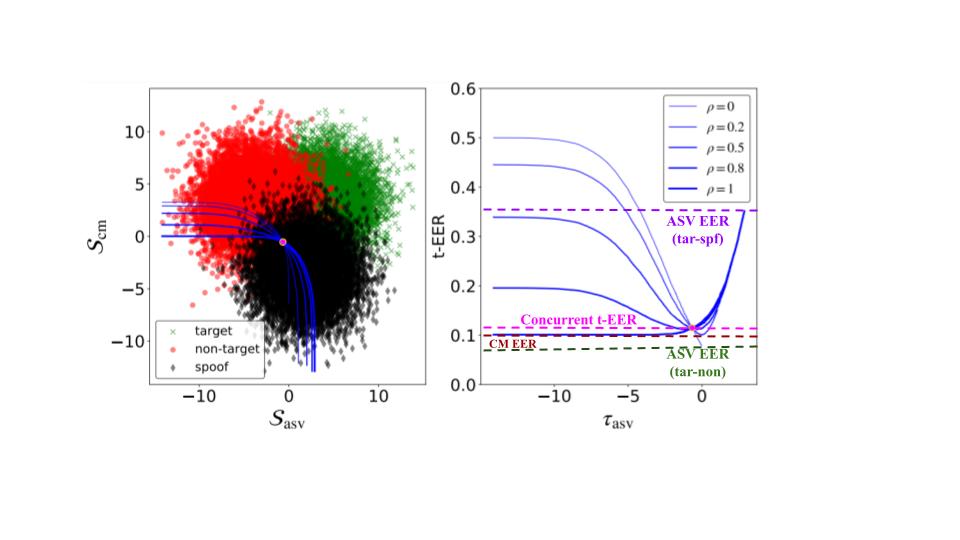 10
5
0
−5
−10
S_cm
target
non-target
spoof
−10 0 10
S_asv
0.6
0.5
0.4
0.3
0.2
0.1
0.0
t-EER
ρ=0
ρ=0.2
ρ=0.5
ρ=0.8
ρ=1
ASV EER
(tar-spf)
Concurrent t-EER
CM EER
ASV EER
(tar-non)
−10 −5 0
τ_asv